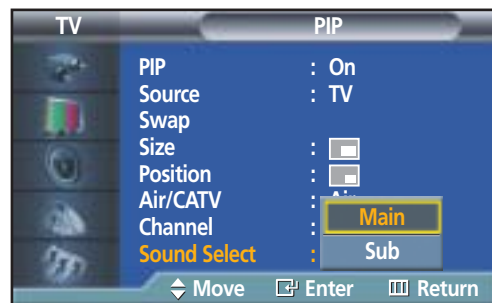 TV PIP
PIP : On
Source : TV
Swap
Size :
Position :
Air/CATV : Air
Channel :
Sound Select :
Main
Sub
Move Enter Return